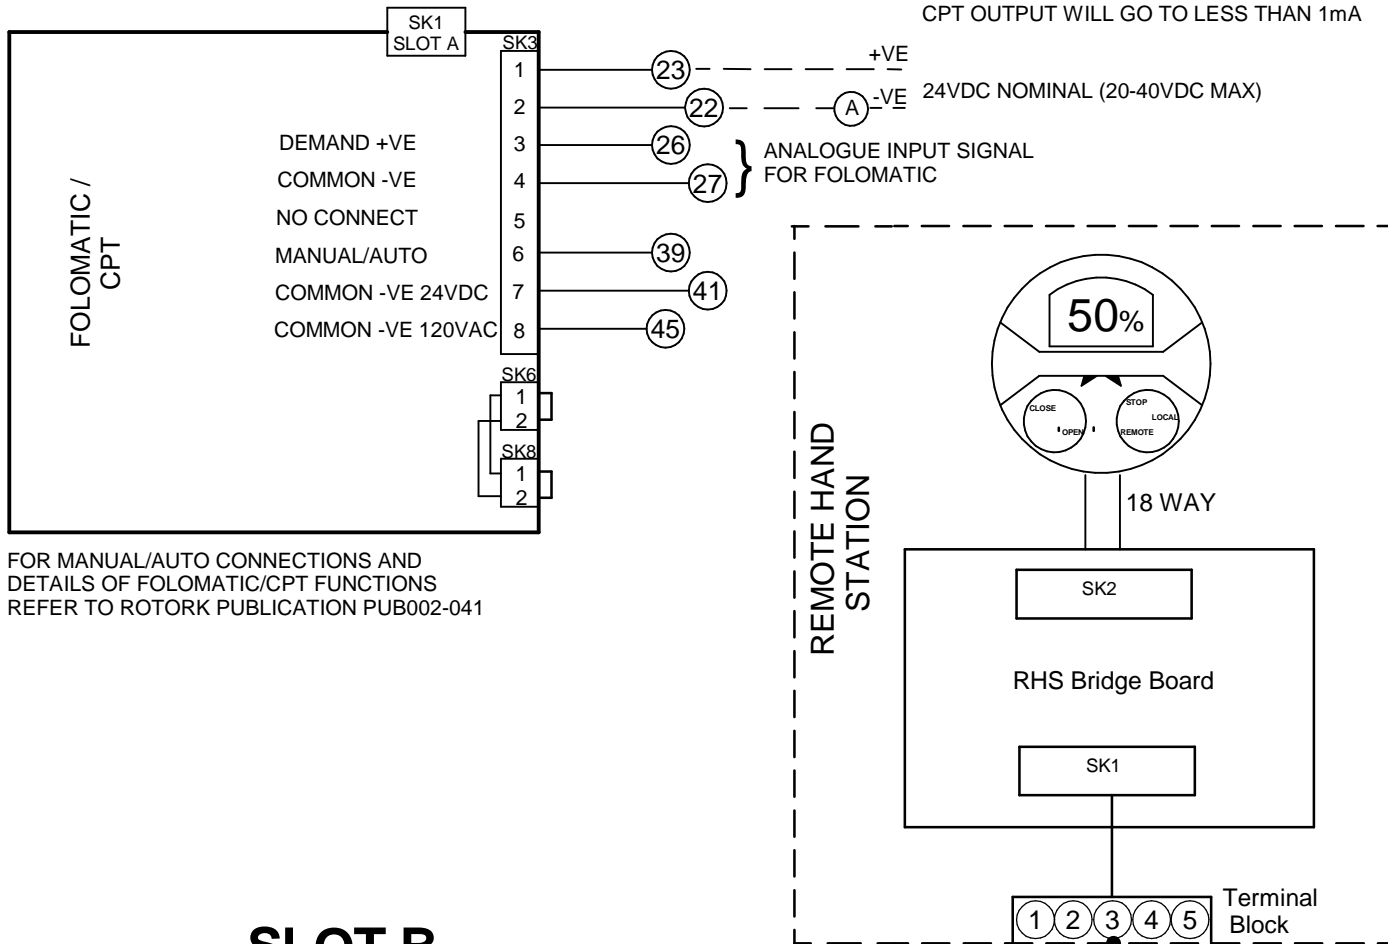 CPT OUTPUT WILL GO TO LESS THAN 1mA
SK1
SLOT A
SK3
1
23
+VE
2
22
A
-VE
24VDC NOMINAL (20-40VDC MAX)
DEMAND +VE
3
26
COMMON -VE
4
27
}
ANALOGUE INPUT SIGNAL
FOR FOLOMATIC
NO CONNECT
5
MANUAL/AUTO
6
39
COMMON -VE 24VDC
7
41
COMMON -VE 120VAC
8
45
FOLOMATIC /
CPT
SK6
1
2
SK8
1
2
FOR MANUAL/AUTO CONNECTIONS AND
DETAILS OF FOLOMATIC/CPT FUNCTIONS
REFER TO ROTORK PUBLICATION PUB002-041
REMOTE HAND
STATION
50%
CLOSE
OPEN
STOP
LOCAL
REMOTE
18 WAY
SK2
RHS Bridge Board
SK1
1 2 3 4 5
Terminal
Block
SLOT B